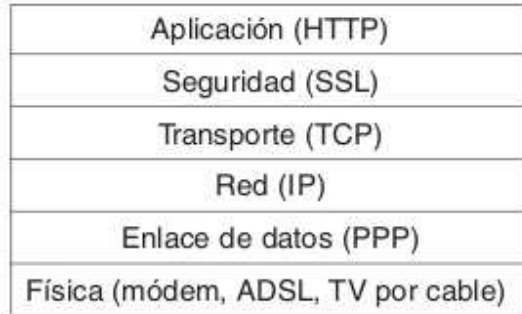 Aplicación (HTTP)
Seguridad (SSL)
Transporte (TCP)
Red (IP)
Enlace de datos (PPP)
Física (módem, ADSL, TV por cable)